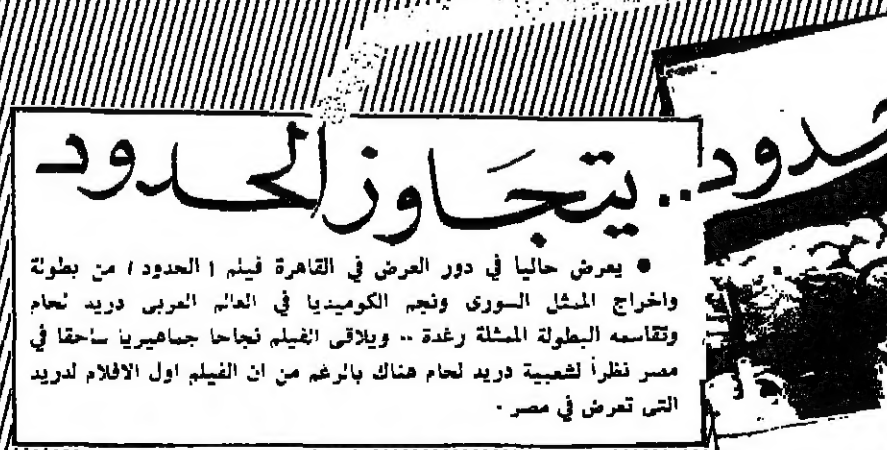 حدود.. يتجَاوز الحدود
● يعرض حاليا في دور العرض في القاهرة فيلم ( الحدود ) من بطولة
واخراج الممثل السورى ونجم الكوميديا في العالم العربى دريد لحام
وتقاسمه البطولة الممثلة رغدة .. ويلاقى الفيلم نجاحا جماهيريا ساحقا في
مصر نظراً لشعبية دريد لحام هناك بالرغم من ان الفيلم اول الافلام لدريد
التى تعرض في مصر .